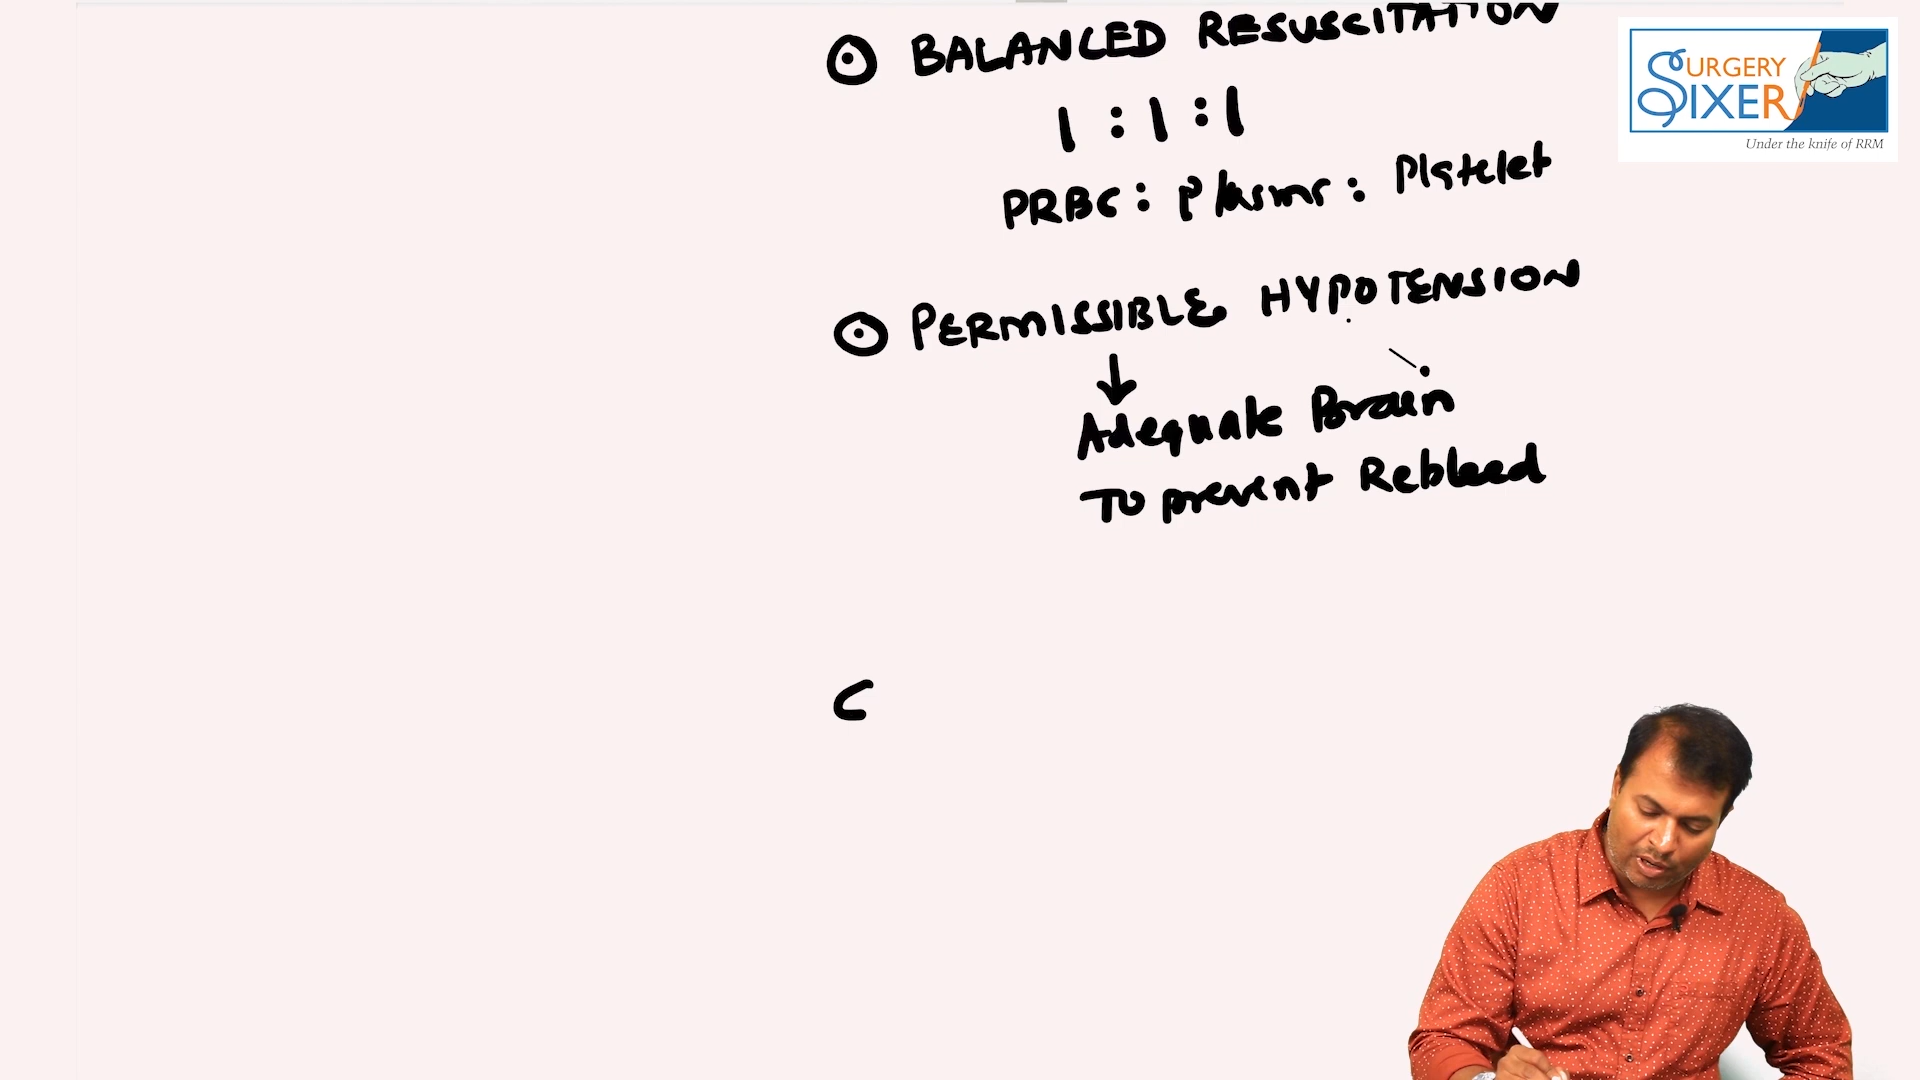 BALANCED RESUSCITATION
1:1:1
PRBC: Plasma: Platelet
PERMISSIBLE HYPOTENSION
↓
Adequate Brain
TO prevent Rebleed
C
SURGERY
SIXER
Under the knife of RRM